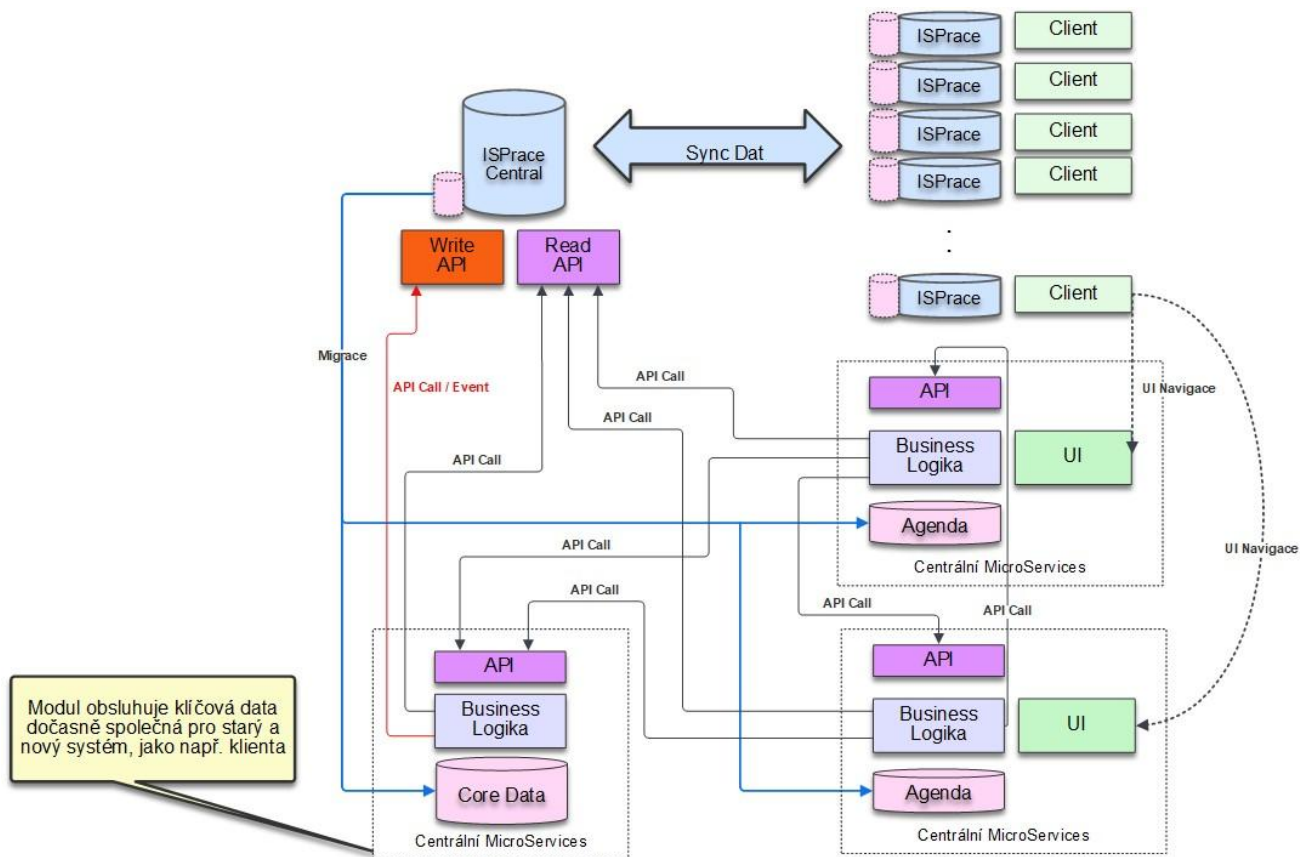 ISPrace
Client
ISPrace
Client
ISPrace
Client
ISPrace
Client
ISPrace
Central
Sync Dat
.
.
Write
API
Read
API
ISPrace
Client
Migrace
API Call / Event
API Call
API Call
API Call
API
UI Navigace
Business
Logika
UI
Agenda
Centrální MicroServices
UI Navigace
API Call
API Call
API Call
API Call
API
Business
Logika
Core Data
Centrální MicroServices
API
Business
Logika
UI
Agenda
Centrální MicroServices
Modul obsluhuje klíčová data
dočasně společná pro starý a
nový systém, jako např. klienta